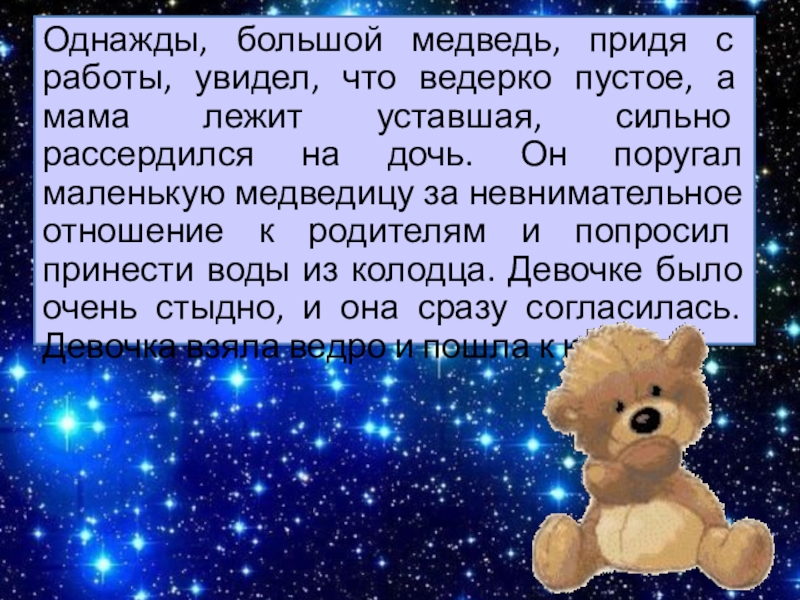 Однажды, большой медведь, придя с
работы, увидел, что ведерко пустое, а
мама лежит уставшая, сильно
рассердился на дочь. Он поругал
маленькую медведицу за невнимательное
отношение к родителям и попросил
принести воды из колодца. Девочке было
очень стыдно, и она сразу согласилась.
Девочка взяла ведро и пошла к